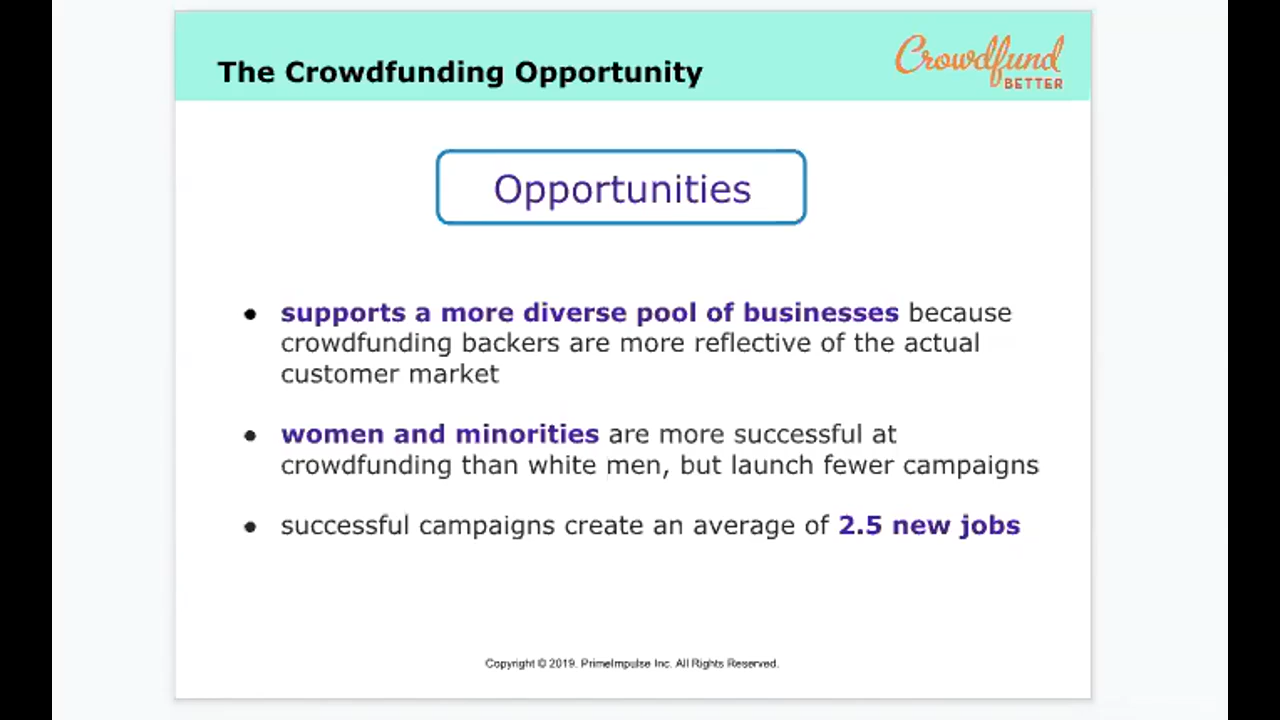 The Crowdfunding Opportunity
Crowdfund
BETTER
Opportunities
● supports a more diverse pool of businesses because
crowdfunding backers are more reflective of the actual
customer market
● women and minorities are more successful at
crowdfunding than white men, but launch fewer campaigns
● successful campaigns create an average of 2.5 new jobs
Copyright © 2019. PrimeImpulse Inc. All Rights Reserved.